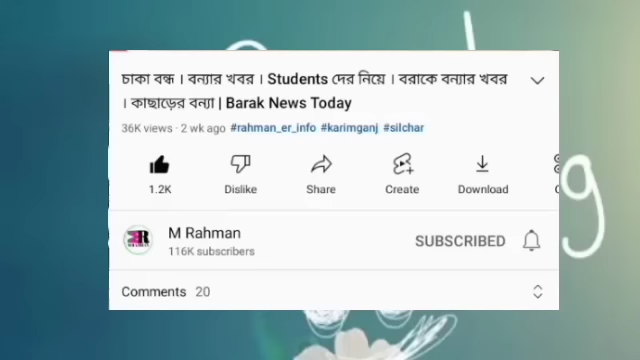 চাকা বন্ধ । বন্যার খবর । Students দের নিয়ে । বরাকে বন্যার খবর
। কাছাড়ের বন্যা | Barak News Today
36K views · 2 wk ago #rahman_er_info #karimganj #silchar
1.2K Dislike Share Create Download
M Rahman
116K subscribers
SUBSCRIBED
Comments 20